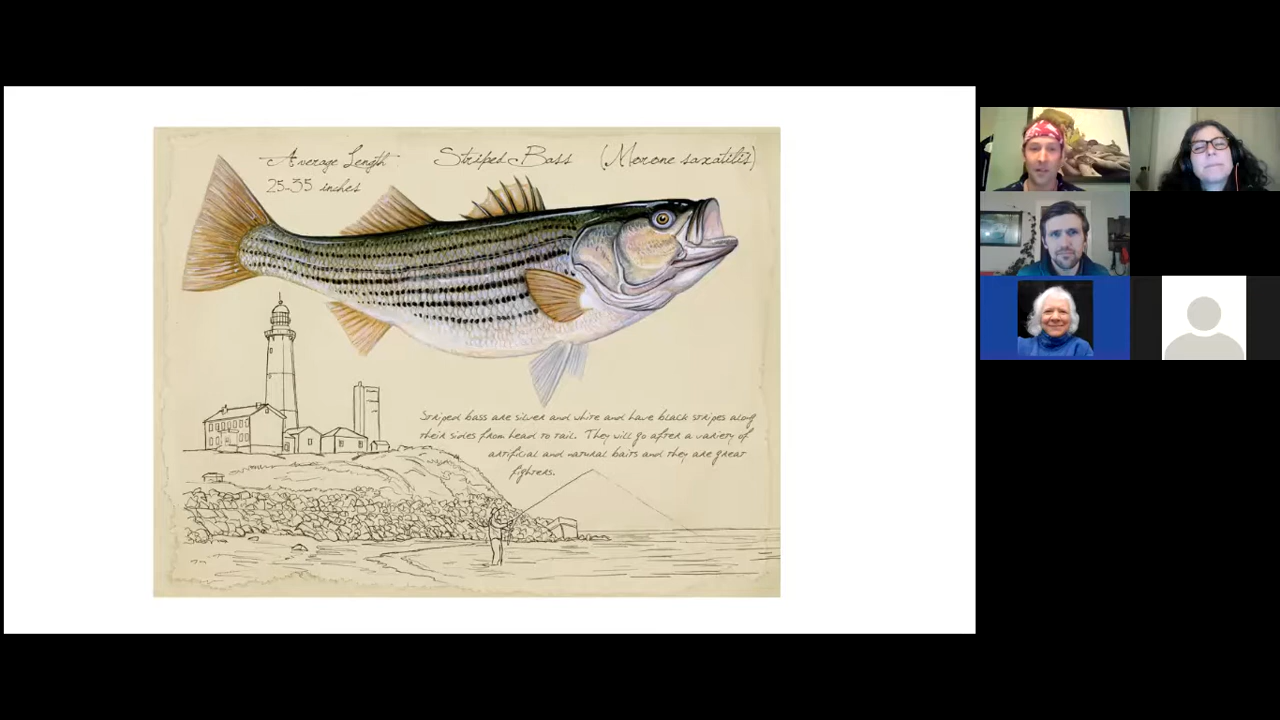 Average Length
25-35 inches
Striped Bass (Morone saxatilis)
Striped bass are silver and white and have black stripes along
their sides from head to tail. They will go after a variety of
artificial and natural baits and they are great
fighters.